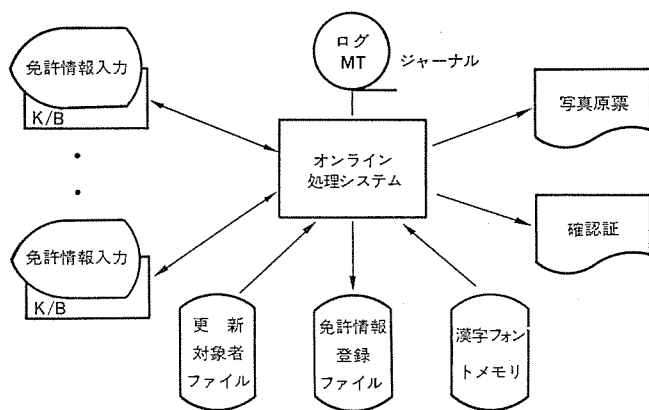 ログ
MT
ジャーナル
免許情報入力
K/B
写真原票
オンライン
処理システム
・
・
免許情報入力
K/B
確認証
更新
対象者
ファイル
免許情報
登録
ファイル
漢字フォン
トメモリ